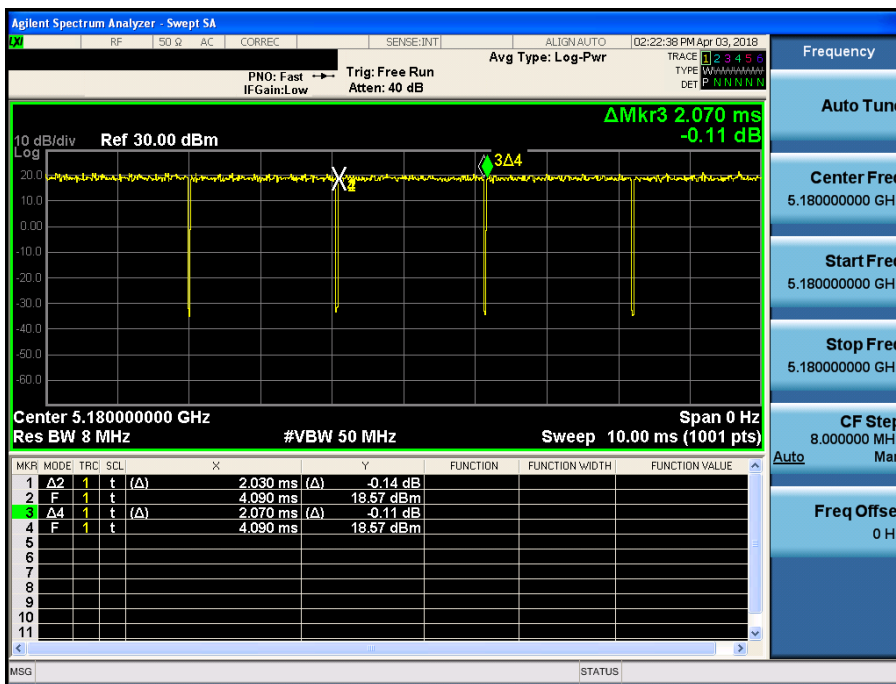 Agilent Spectrum Analyzer - Swept SA
LXI RF 50 Ω AC CORREC SENSE:INT ALIGN AUTO 02:22:38 PM Apr 03, 2018
PNO: Fast
IFGain:Low
Trig: Free Run
Atten: 40 dB
Avg Type: Log-Pwr
TRACE 1 2 3 4 5 6
TYPE WWWWWW
DET P N N N N N
ΔMkr3 2.070 ms
-0.11 dB
10 dB/div Ref 30.00 dBm
Log
20.0
10.0
0.00
-10.0
-20.0
-30.0
-40.0
-50.0
-60.0
3Δ4
Center 5.180000000 GHz Span 0 Hz
Res BW 8 MHz #VBW 50 MHz Sweep 10.00 ms (1001 pts)
MKR MODE TRC SCL X Y FUNCTION FUNCTION WIDTH FUNCTION VALUE
1 Δ2 1 t (Δ) 2.030 ms (Δ) -0.14 dB
2 F 1 t 4.090 ms 18.57 dBm
3 Δ4 1 t (Δ) 2.070 ms (Δ) -0.11 dB
4 F 1 t 4.090 ms 18.57 dBm
5
6
7
8
9
10
11
MSG STATUS
Frequency
Auto Tune
Center Freq
5.180000000 GH
Start Freq
5.180000000 GH
Stop Freq
5.180000000 GH
CF Step
8.000000 MH
Auto Man
Freq Offse
0 H